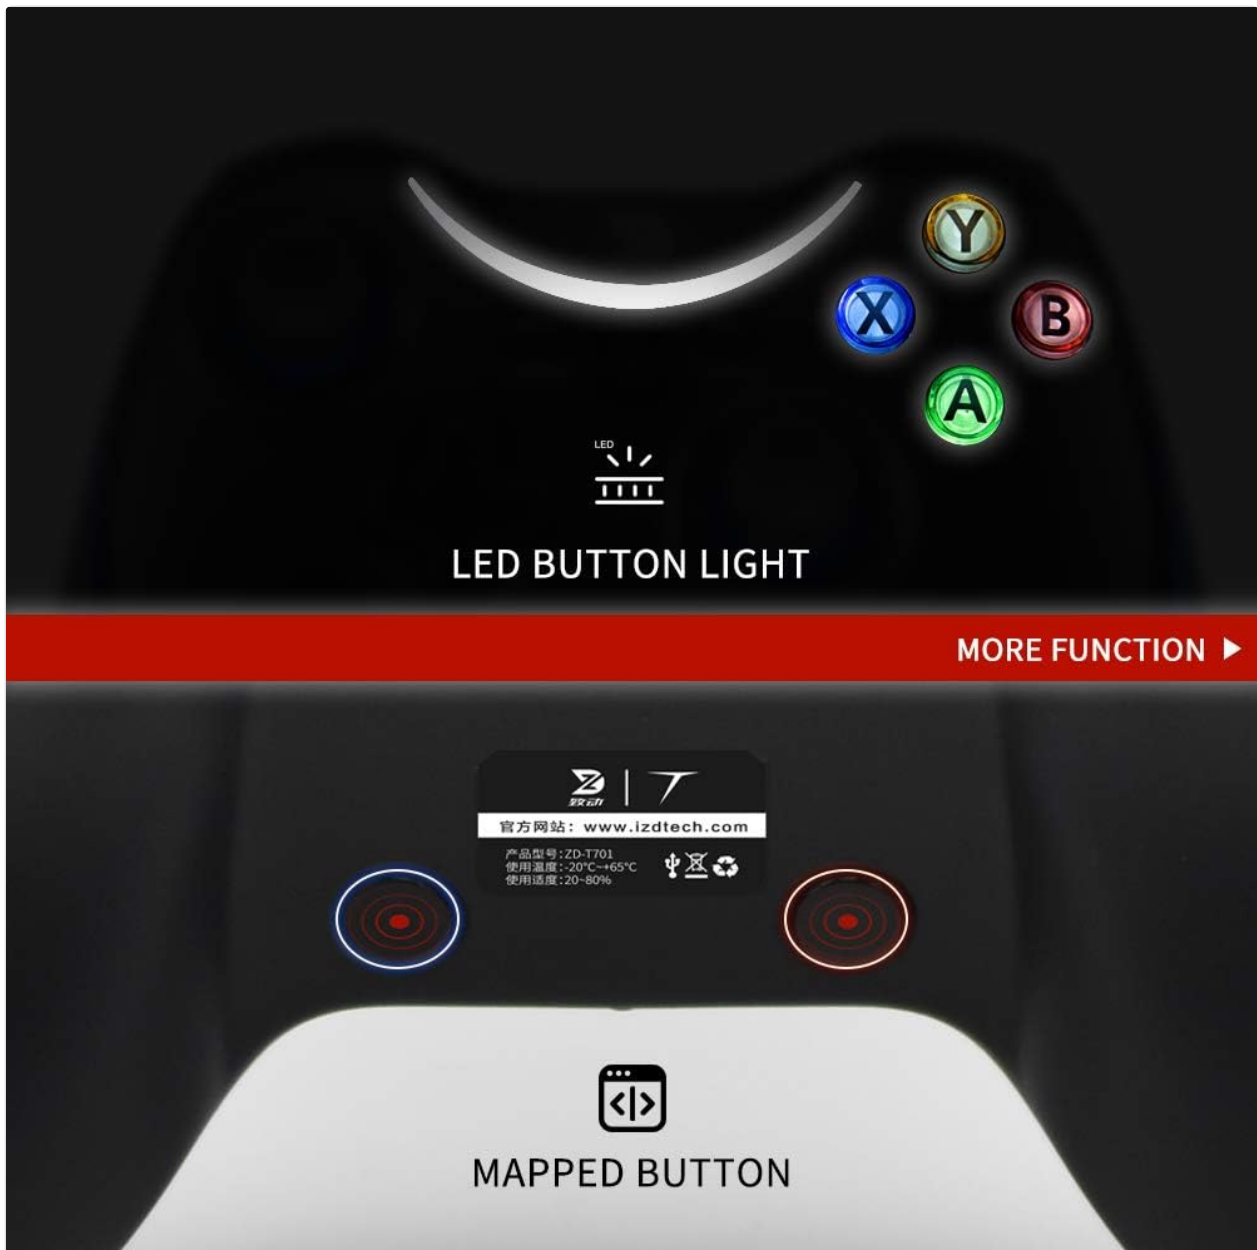 Y
X
B
A
LED
LED BUTTON LIGHT
MORE FUNCTION
致动
官方网站：www.izdtech.com
产品型号:ZD-T701
使用温度:-20°C~+65°C
使用适度:20~80%
MAPPED BUTTON